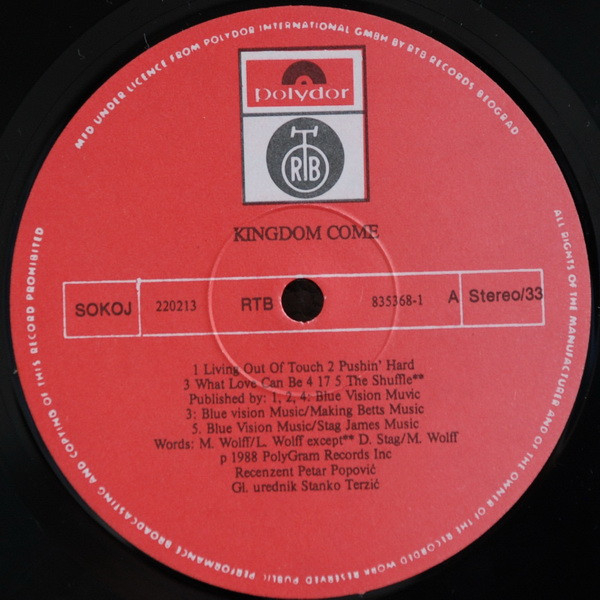 MFD UNDER LICENCE FROM POLYDOR INTERNATIONAL GMBH BY RTB RECORDS BEOGRAD
polydor
RTB
KINGDOM COME
SOKOJ 220213 RTB 835368-1 A Stereo/33
1 Living Out Of Touch 2 Pushin' Hard
3 What Love Can Be 4 17 5 The Shuffle**
Published by: 1, 2, 4: Blue Vision Muvic
3: Blue vision Music/Making Betts Music
5. Blue Vision Music/Stag James Music
Words: M. Wolff/L. Wolff except** D. Stag/M. Wolff
p 1988 PolyGram Records Inc
Recenzent Petar Popović
Gl. urednik Stanko Terzić
ALL RIGHTS OF THE MANUFACTURER AND OF THE OWNER OF THE RECORDED WORK RESERVED PUBLIC PERFORMANCE BROADCASTING AND COPYING OF THIS RECORD PROHIBITED